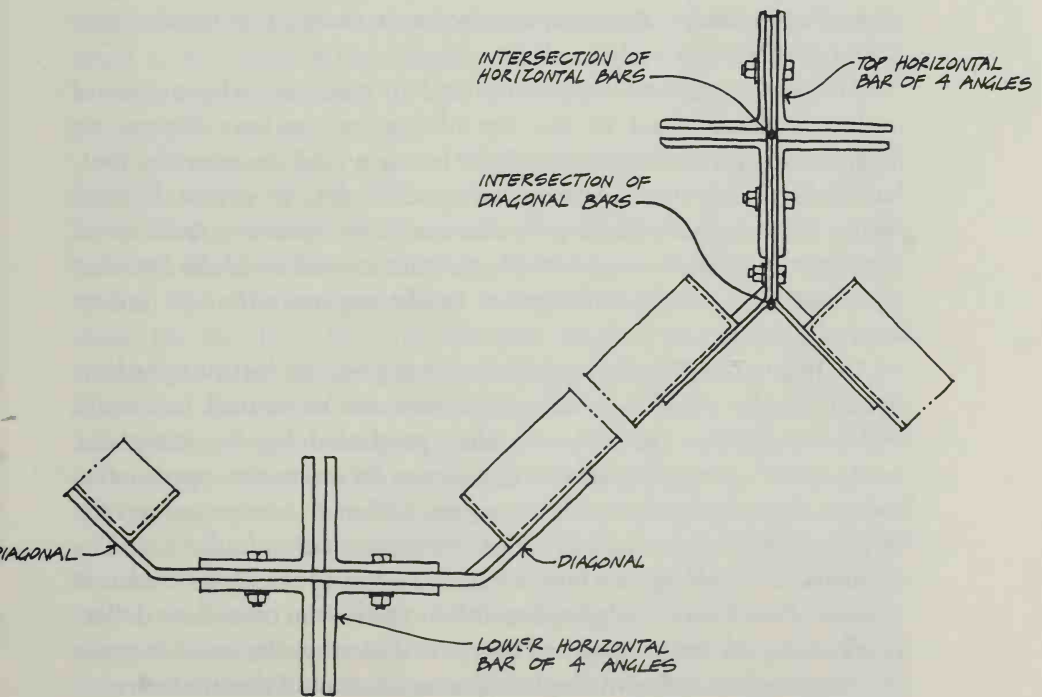 INTERSECTION OF
HORIZONTAL BARS
TOP HORIZONTAL
BAR OF 4 ANGLES
INTERSECTION OF
DIAGONAL BARS
DIAGONAL
DIAGONAL
LOWER HORIZONTAL
BAR OF 4 ANGLES